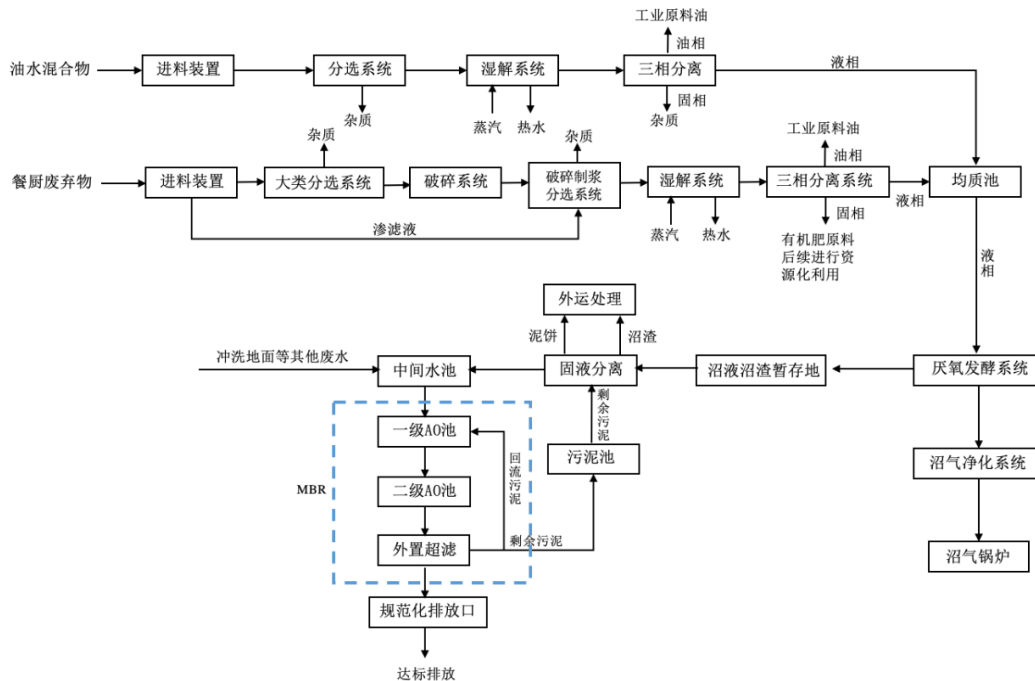 工业原料油
油相
油水混合物
进料装置
分选系统
湿解系统
三相分离
液相
杂质
蒸汽
热水
固相
杂质
杂质
杂质
工业原料油
油相
餐厨废弃物
进料装置
大类分选系统
破碎系统
破碎制浆
分选系统
湿解系统
三相分离系统
液相
均质池
渗滤液
蒸汽
热水
固相
有机肥原料
后续进行资
源化利用
液相
外运处理
泥饼
沼渣
冲洗地面等其他废水
中间水池
固液分离
沼液沼渣暂存地
厌氧发酵系统
剩余污泥
一级AO池
回流污泥
污泥池
沼气净化系统
MBR
二级AO池
外置超滤
剩余污泥
沼气锅炉
规范化排放口
达标排放